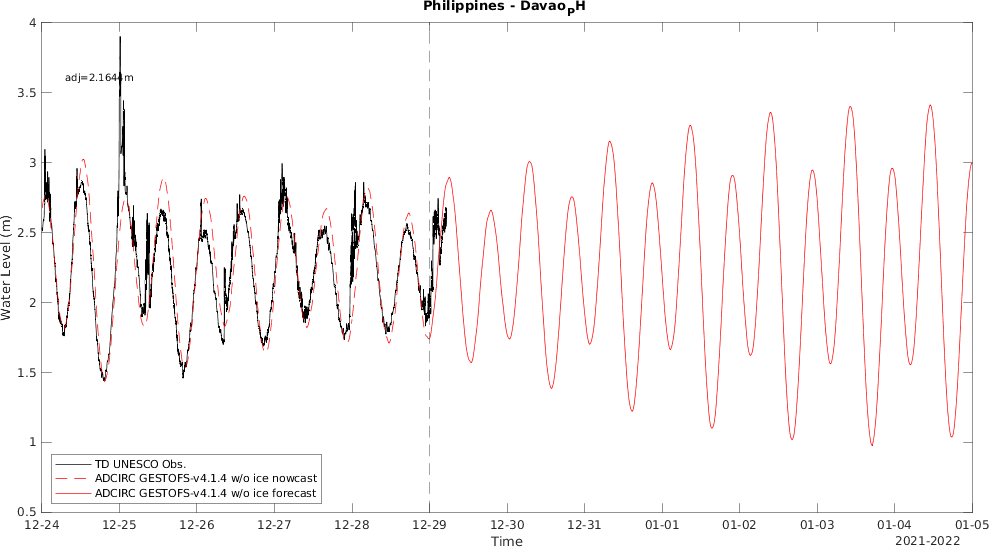 Philippines - Davao_pH
adj=2.1644m
Water Level (m)
4
3.5
3
2.5
2
1.5
1
0.5
TD UNESCO Obs.
ADCIRC GESTOFS-v4.1.4 w/o ice nowcast
ADCIRC GESTOFS-v4.1.4 w/o ice forecast
12-24 12-25 12-26 12-27 12-28 12-29 12-30 12-31 01-01 01-02 01-03 01-04 01-05
Time
2021-2022